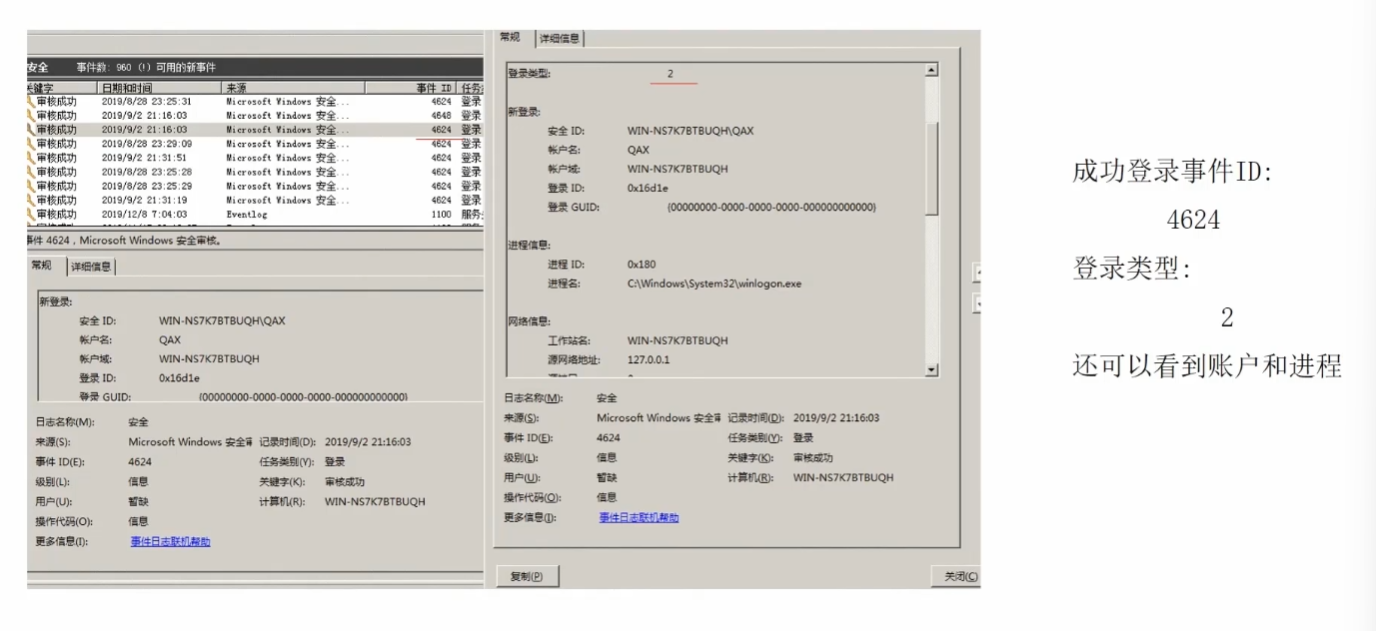 安全 事件数: 960 (!) 可用的新事件
关键字 日期和时间 来源 事件 ID 任务
审核成功 2019/8/28 23:25:31 Microsoft Windows 安全... 4624 登录
审核成功 2019/9/2 21:16:03 Microsoft Windows 安全... 4648 登录
审核成功 2019/9/2 21:16:03 Microsoft Windows 安全... 4624 登录
审核成功 2019/8/28 23:29:09 Microsoft Windows 安全... 4624 登录
审核成功 2019/9/2 21:31:51 Microsoft Windows 安全... 4624 登录
审核成功 2019/8/28 23:25:28 Microsoft Windows 安全... 4624 登录
审核成功 2019/8/28 23:25:29 Microsoft Windows 安全... 4624 登录
审核成功 2019/9/2 21:31:19 Microsoft Windows 安全... 4624 登录
审核成功 2019/12/8 7:04:03 Eventlog 1100 服务
事件 4624，Microsoft Windows 安全审核。
常规 详细信息
新登录:
安全 ID: WIN-NS7K7BTBUQH\QAX
帐户名: QAX
帐户域: WIN-NS7K7BTBUQH
登录 ID: 0x16d1e
登录 GUID: {00000000-0000-0000-0000-000000000000}
日志名称(M): 安全
来源(S): Microsoft Windows 安全 记录时间(D): 2019/9/2 21:16:03
事件 ID(E): 4624 任务类别(Y): 登录
级别(L): 信息 关键字(K): 审核成功
用户(U): 暂缺 计算机(R): WIN-NS7K7BTBUQH
操作代码(O): 信息
更多信息(I): 事件日志联机帮助
常规 详细信息
登录类型: 2
新登录:
安全 ID: WIN-NS7K7BTBUQH\QAX
帐户名: QAX
帐户域: WIN-NS7K7BTBUQH
登录 ID: 0x16d1e
登录 GUID: {00000000-0000-0000-0000-000000000000}
进程信息:
进程 ID: 0x180
进程名: C:\Windows\System32\winlogon.exe
网络信息:
工作站名: WIN-NS7K7BTBUQH
源网络地址: 127.0.0.1
日志名称(M): 安全
来源(S): Microsoft Windows 安全 记录时间(D): 2019/9/2 21:16:03
事件 ID(E): 4624 任务类别(Y): 登录
级别(L): 信息 关键字(K): 审核成功
用户(U): 暂缺 计算机(R): WIN-NS7K7BTBUQH
操作代码(O): 信息
更多信息(I): 事件日志联机帮助
复制(P) 关闭(C)
成功登录事件ID:
4624
登录类型:
2
还可以看到账户和进程